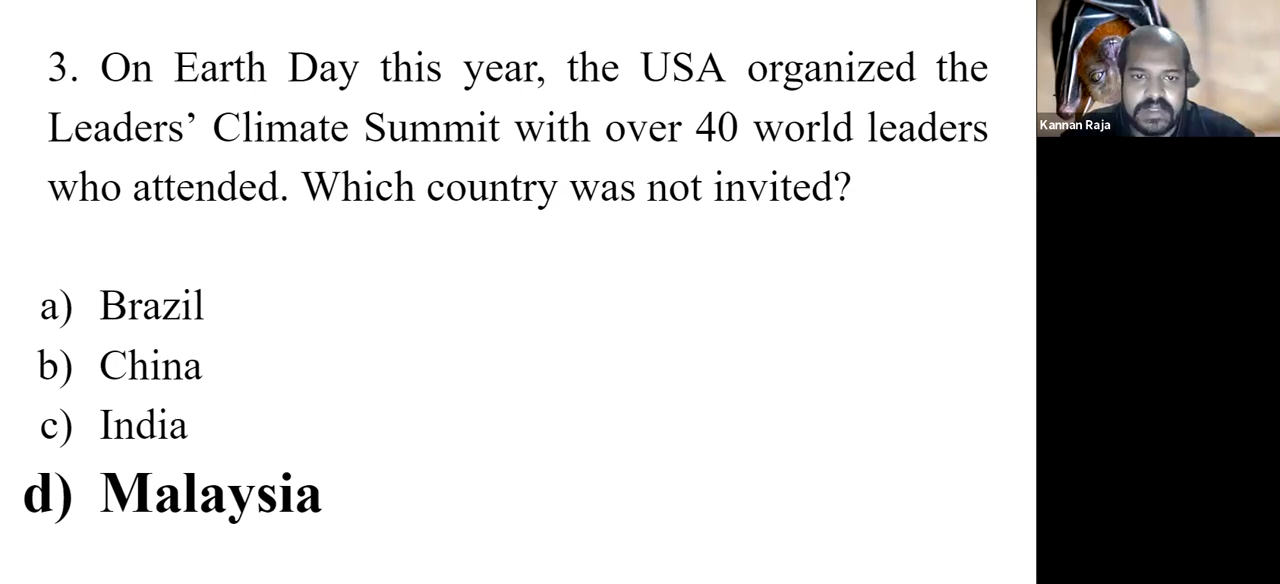 3. On Earth Day this year, the USA organized the
Leaders’ Climate Summit with over 40 world leaders
who attended. Which country was not invited?
a) Brazil
b) China
c) India
d) Malaysia
Kannan Raja